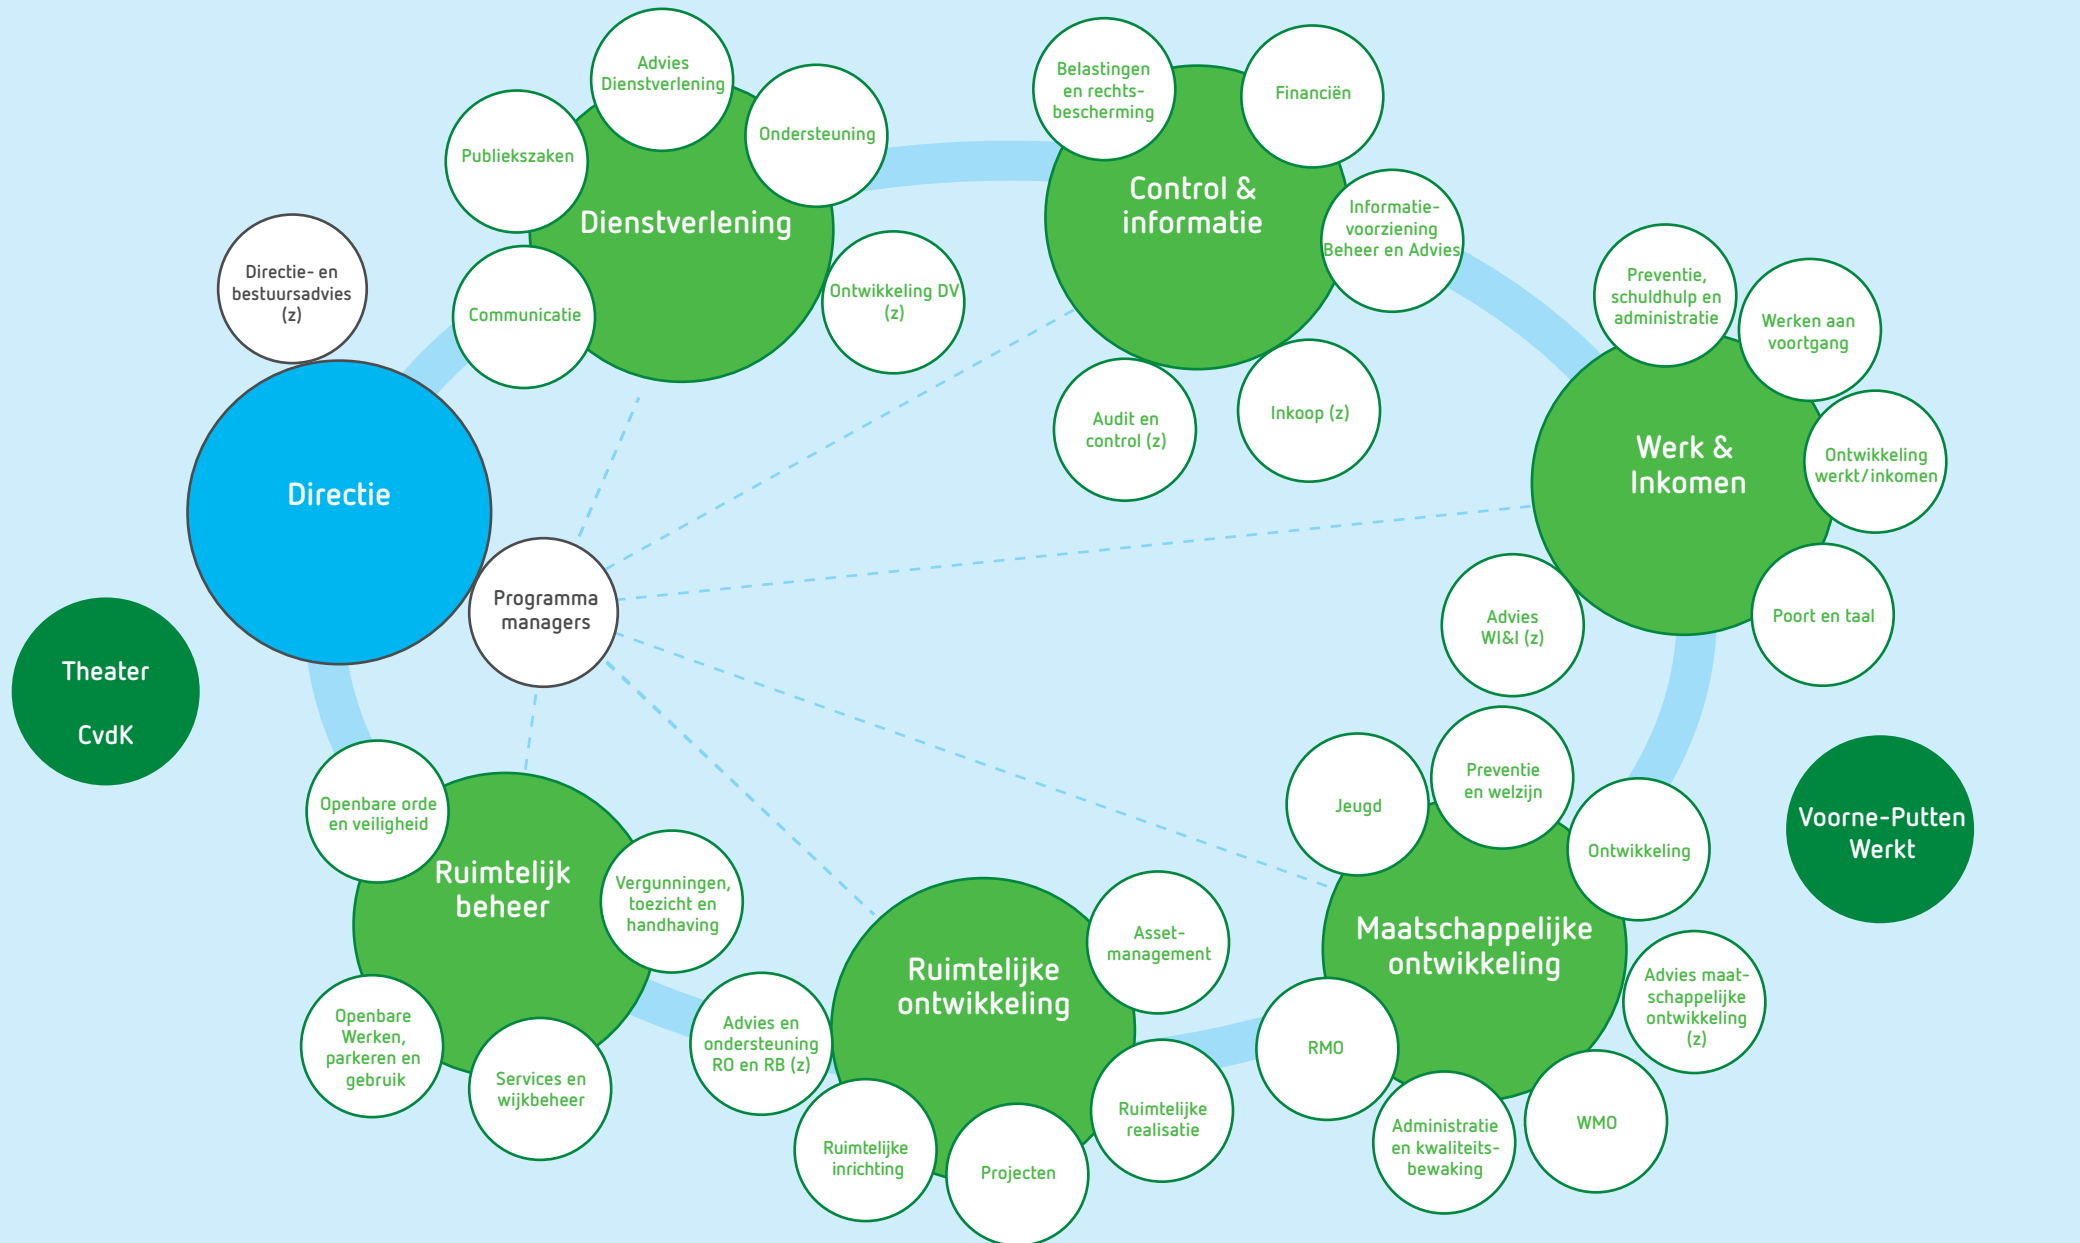 Advies
Dienstverlening
Ondersteuning
Publiekszaken
Dienstverlening
Communicatie
Ontwikkeling DV
(z)
Belastingen
en rechts-
bescherming
Financiën
Control &
informatie
Informatie-
voorziening
Beheer en Advies
Audit en
control (z)
Inkoop (z)
Directie- en
bestuursadvies
(z)
Directie
Programma
managers
Theater
CvdK
Preventie,
schuldhulp en
administratie
Werken aan
voortgang
Werk &
Inkomen
Ontwikkeling
werkt/inkomen
Advies
WI&I (z)
Poort en taal
Voorne-Putten
Werkt
Jeugd
Preventie
en welzijn
Ontwikkeling
Maatschappelijke
ontwikkeling
Advies maat-
schappelijke
ontwikkeling
(z)
RMO
Administratie
en kwaliteits-
bewaking
WMO
Openbare orde
en veiligheid
Ruimtelijk
beheer
Vergunningen,
toezicht en
handhaving
Openbare
Werken,
parkeren en
gebruik
Services en
wijkbeheer
Advies en
ondersteuning
RO en RB (z)
Ruimtelijke
ontwikkeling
Asset-
management
Ruimtelijke
inrichting
Projecten
Ruimtelijke
realisatie